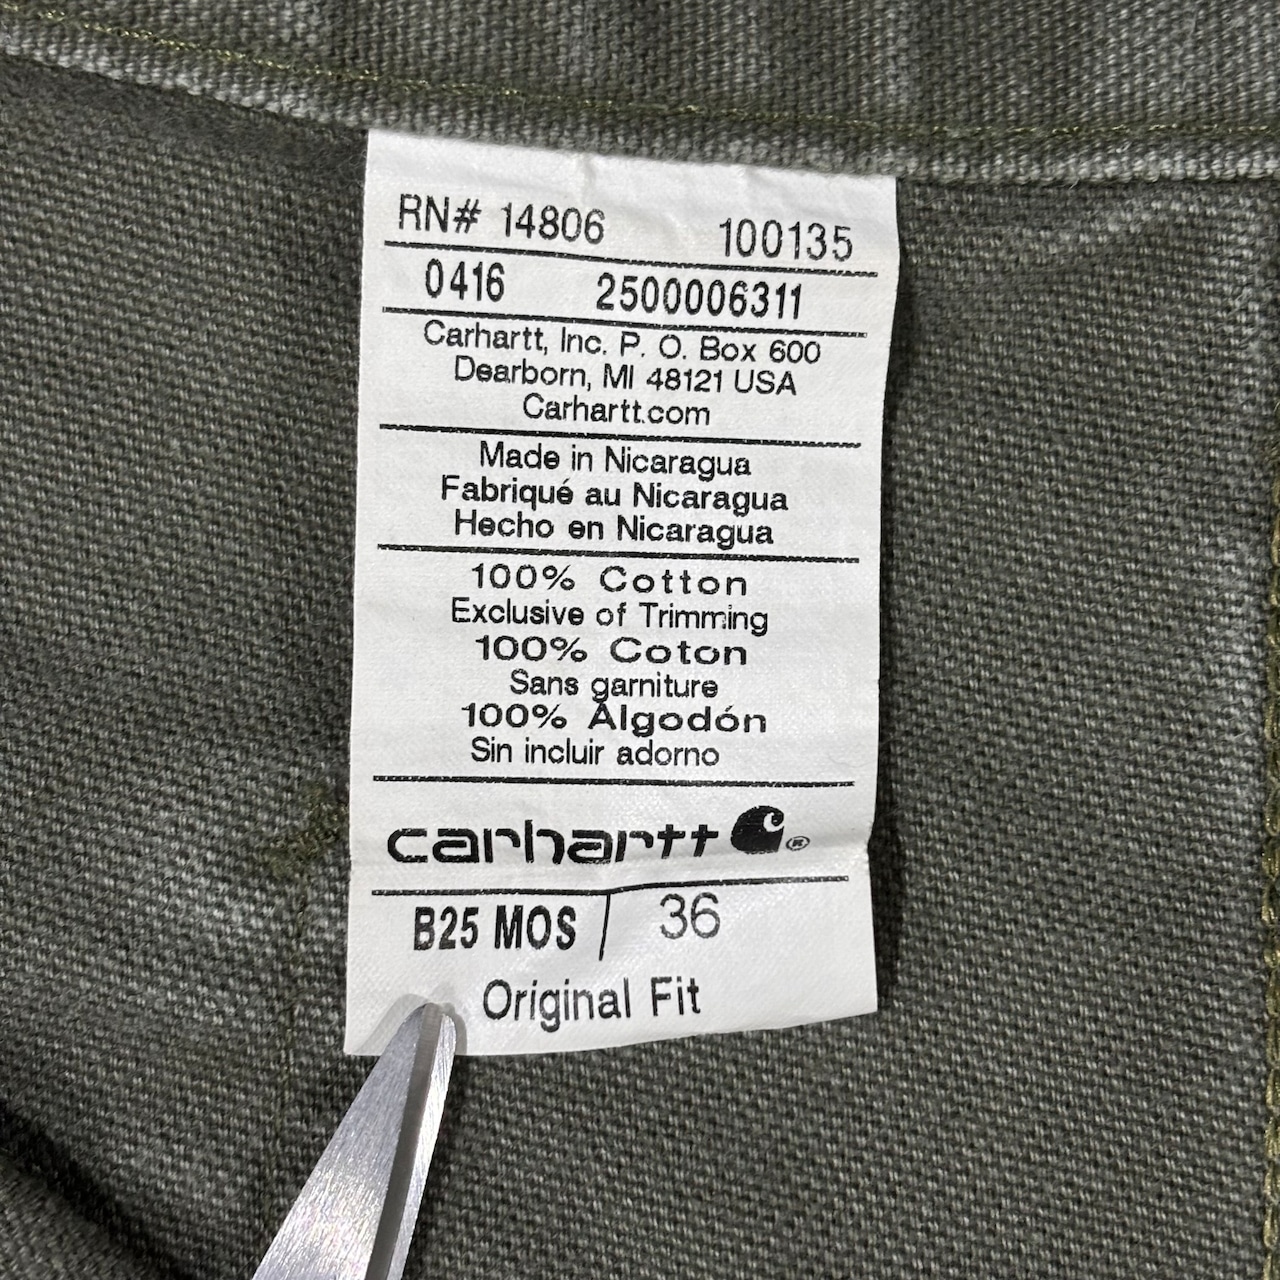 RN# 14806 100135
0416 2500006311
Carhartt, Inc. P. O. Box 600
Dearborn, MI 48121 USA
Carhartt.com
Made in Nicaragua
Fabriqué au Nicaragua
Hecho en Nicaragua
100% Cotton
Exclusive of Trimming
100% Coton
Sans garniture
100% Algodón
Sin incluir adorno
carhartt ®
B25 MOS / 36
Original Fit